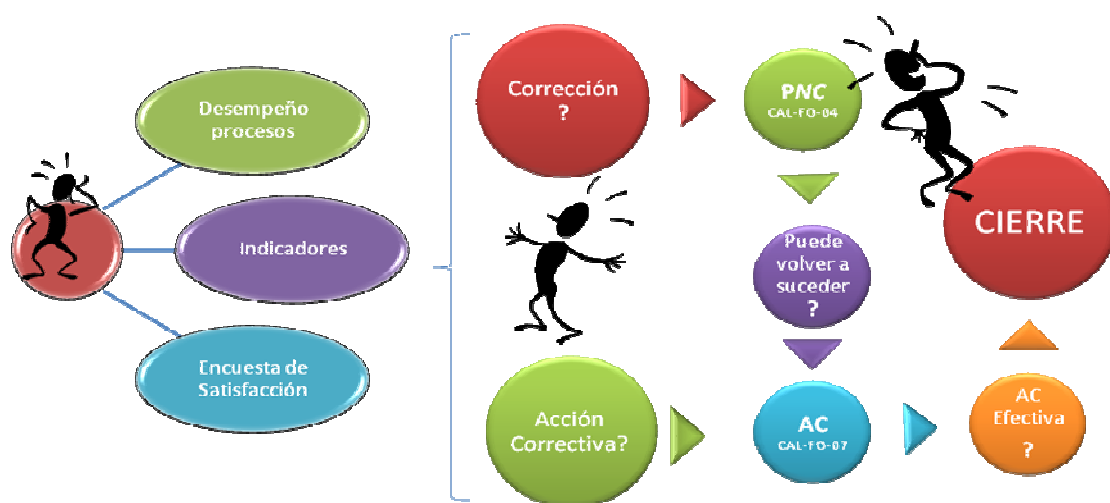 Desempeño
procesos
Indicadores
Encuesta de
Satisfacción
Corrección
?
PNC
CAL-FO-04
Puede
volver a
suceder
?
Acción
Correctiva?
AC
CAL-FO-07
AC
Efectiva
?
CIERRE